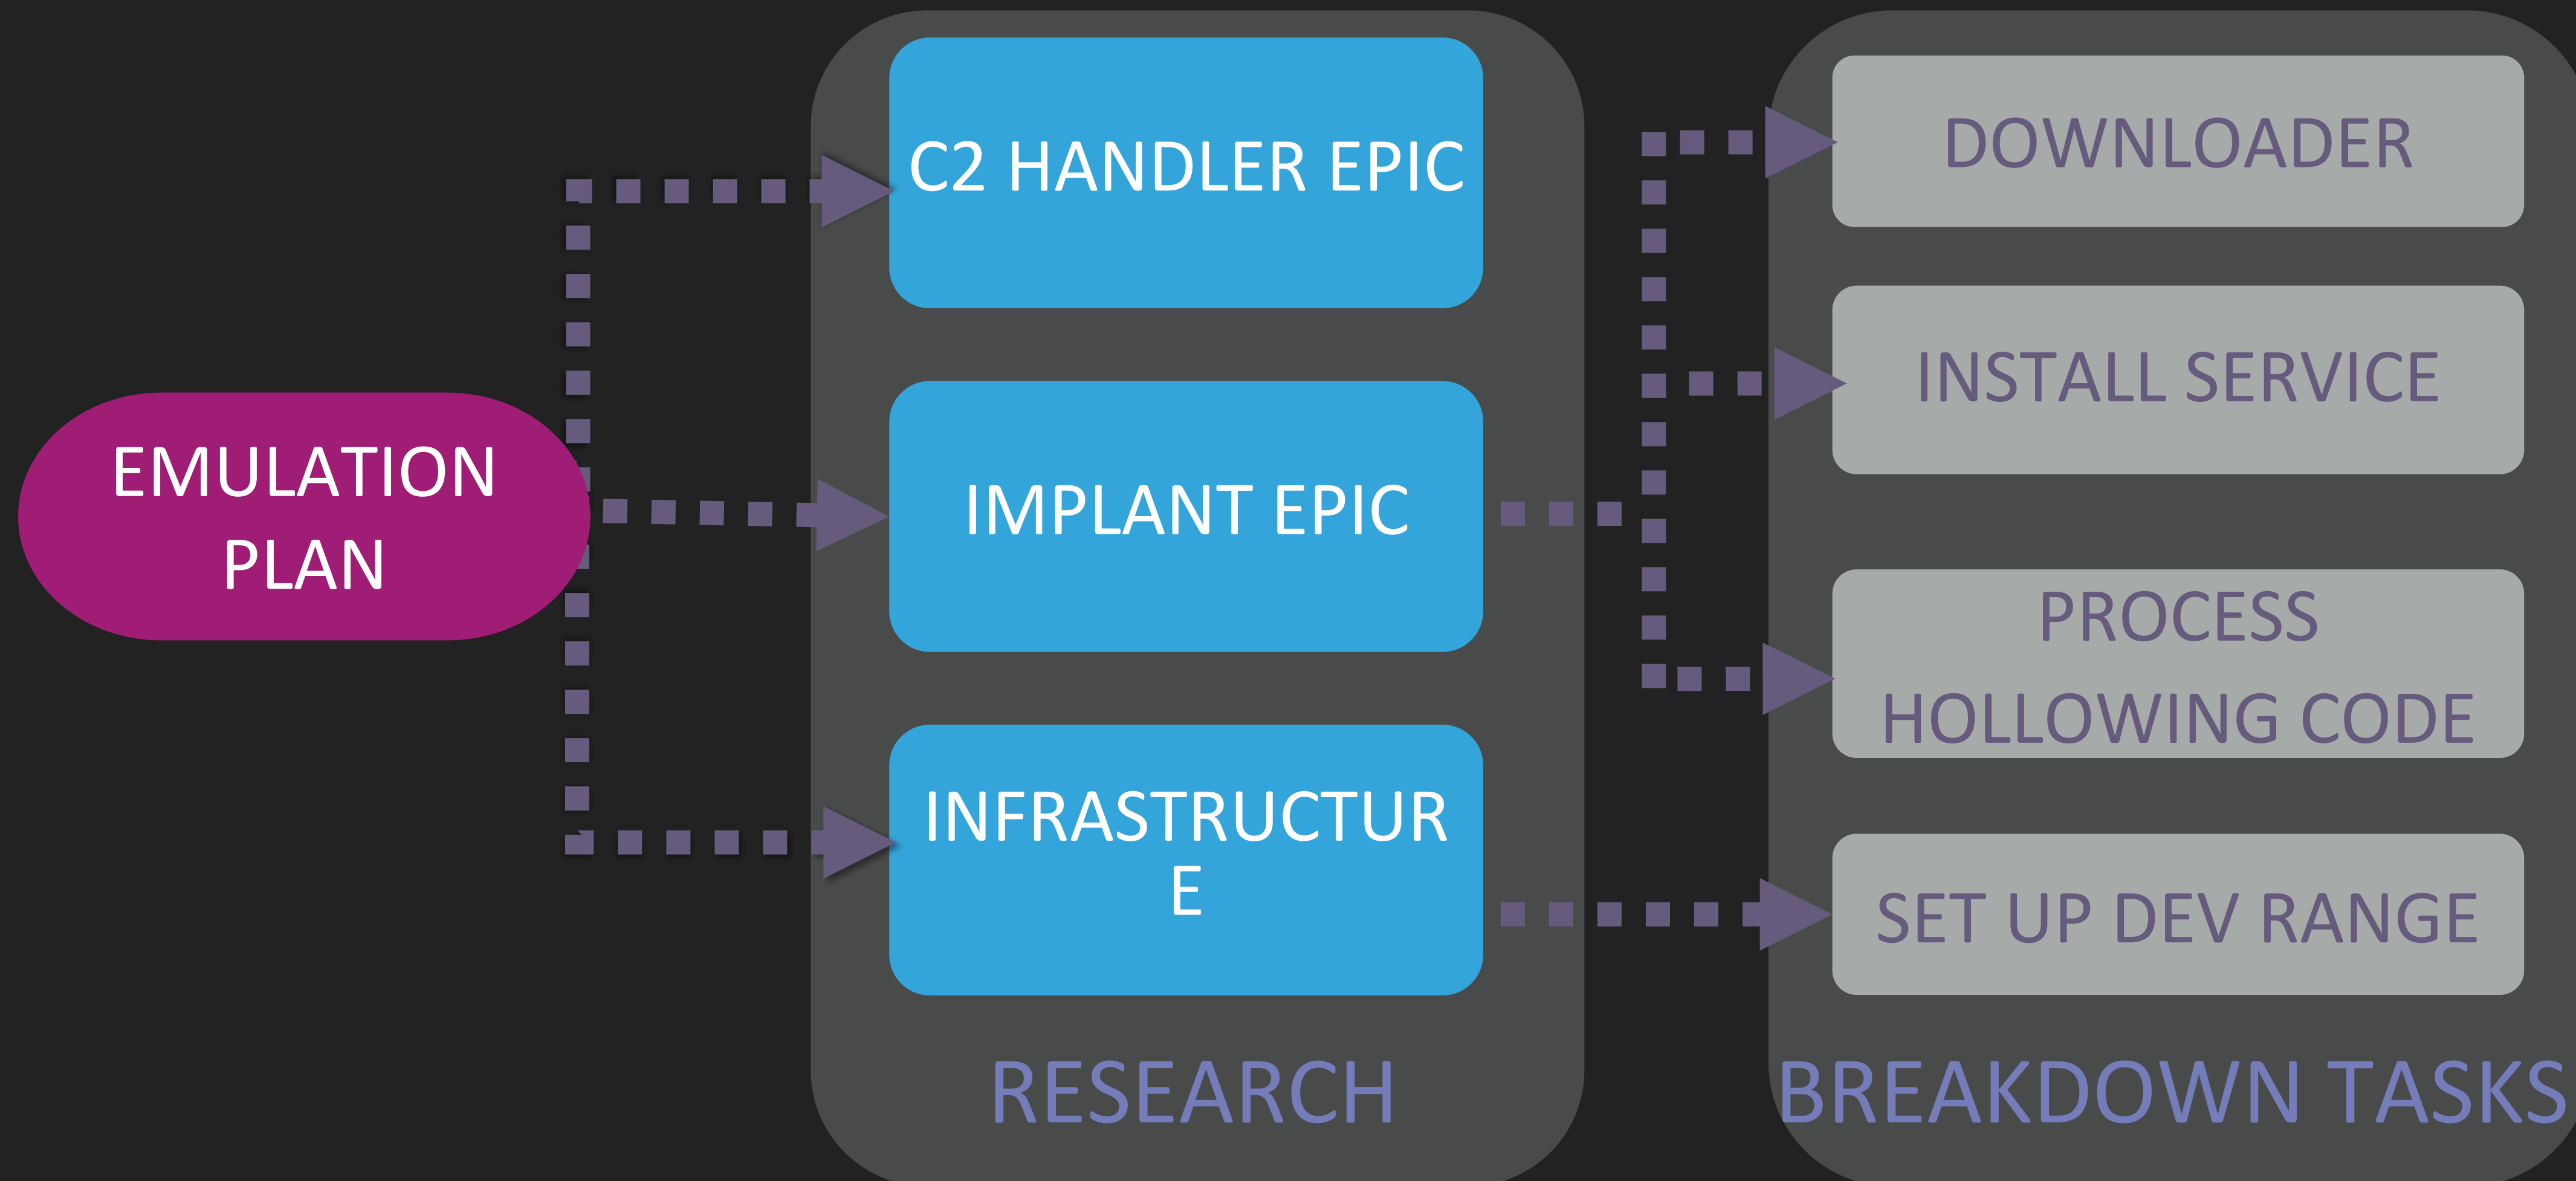 EMULATION
PLAN
C2 HANDLER EPIC
IMPLANT EPIC
INFRASTRUCTUR
E
RESEARCH
DOWNLOADER
INSTALL SERVICE
PROCESS
HOLLOWING CODE
SET UP DEV RANGE
BREAKDOWN TASKS